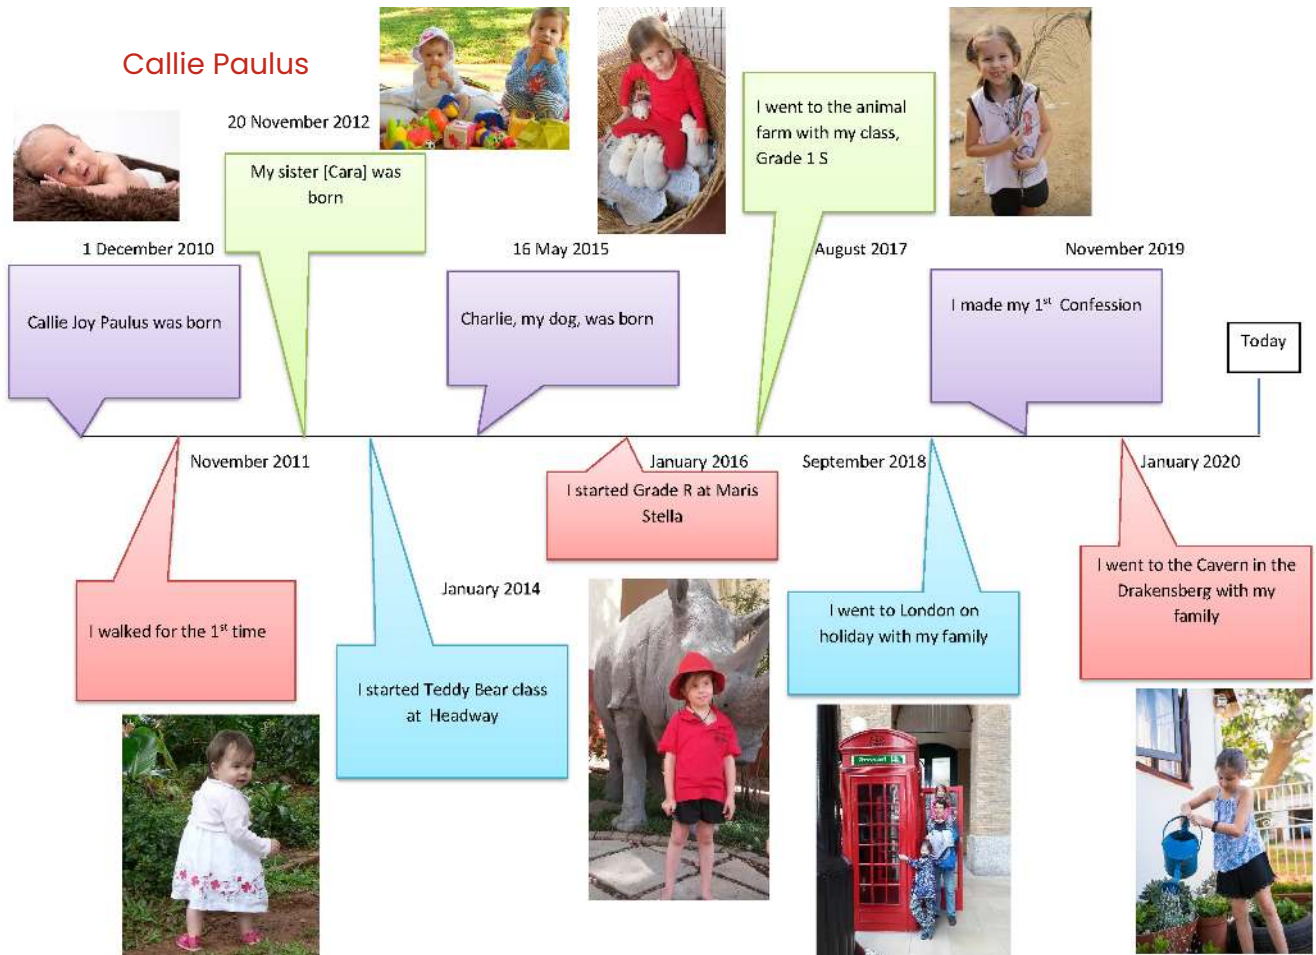 Callie Paulus
1 December 2010
Callie Joy Paulus was born
November 2011
I walked for the 1st time
20 November 2012
My sister [Cara] was
born
January 2014
I started Teddy Bear class
at Headway
16 May 2015
Charlie, my dog, was born
January 2016
I started Grade R at Maris
Stella
August 2017
I went to the animal
farm with my class,
Grade 1 S
September 2018
I went to London on
holiday with my family
November 2019
I made my 1st Confession
January 2020
I went to the Cavern in the
Drakensberg with my
family
Today